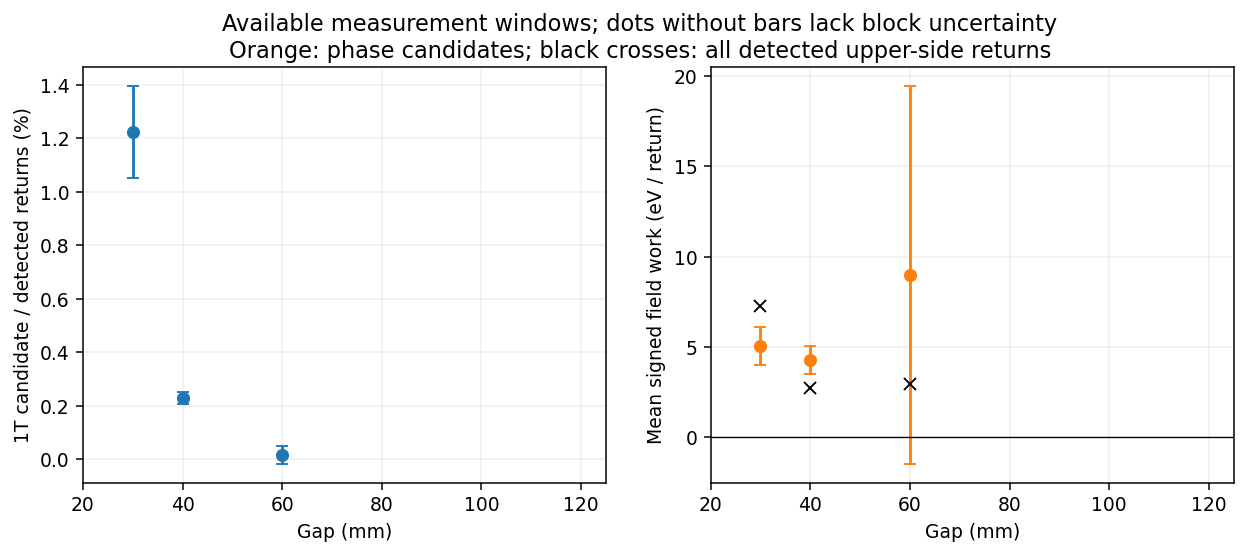 Available measurement windows; dots without bars lack block uncertainty
Orange: phase candidates; black crosses: all detected upper-side returns
1T candidate / detected returns (%)
1.4
1.2
1.0
0.8
0.6
0.4
0.2
0.0
20 40 60 80 100 120
Gap (mm)
Mean signed field work (eV / return)
20
15
10
5
0
20 40 60 80 100 120
Gap (mm)